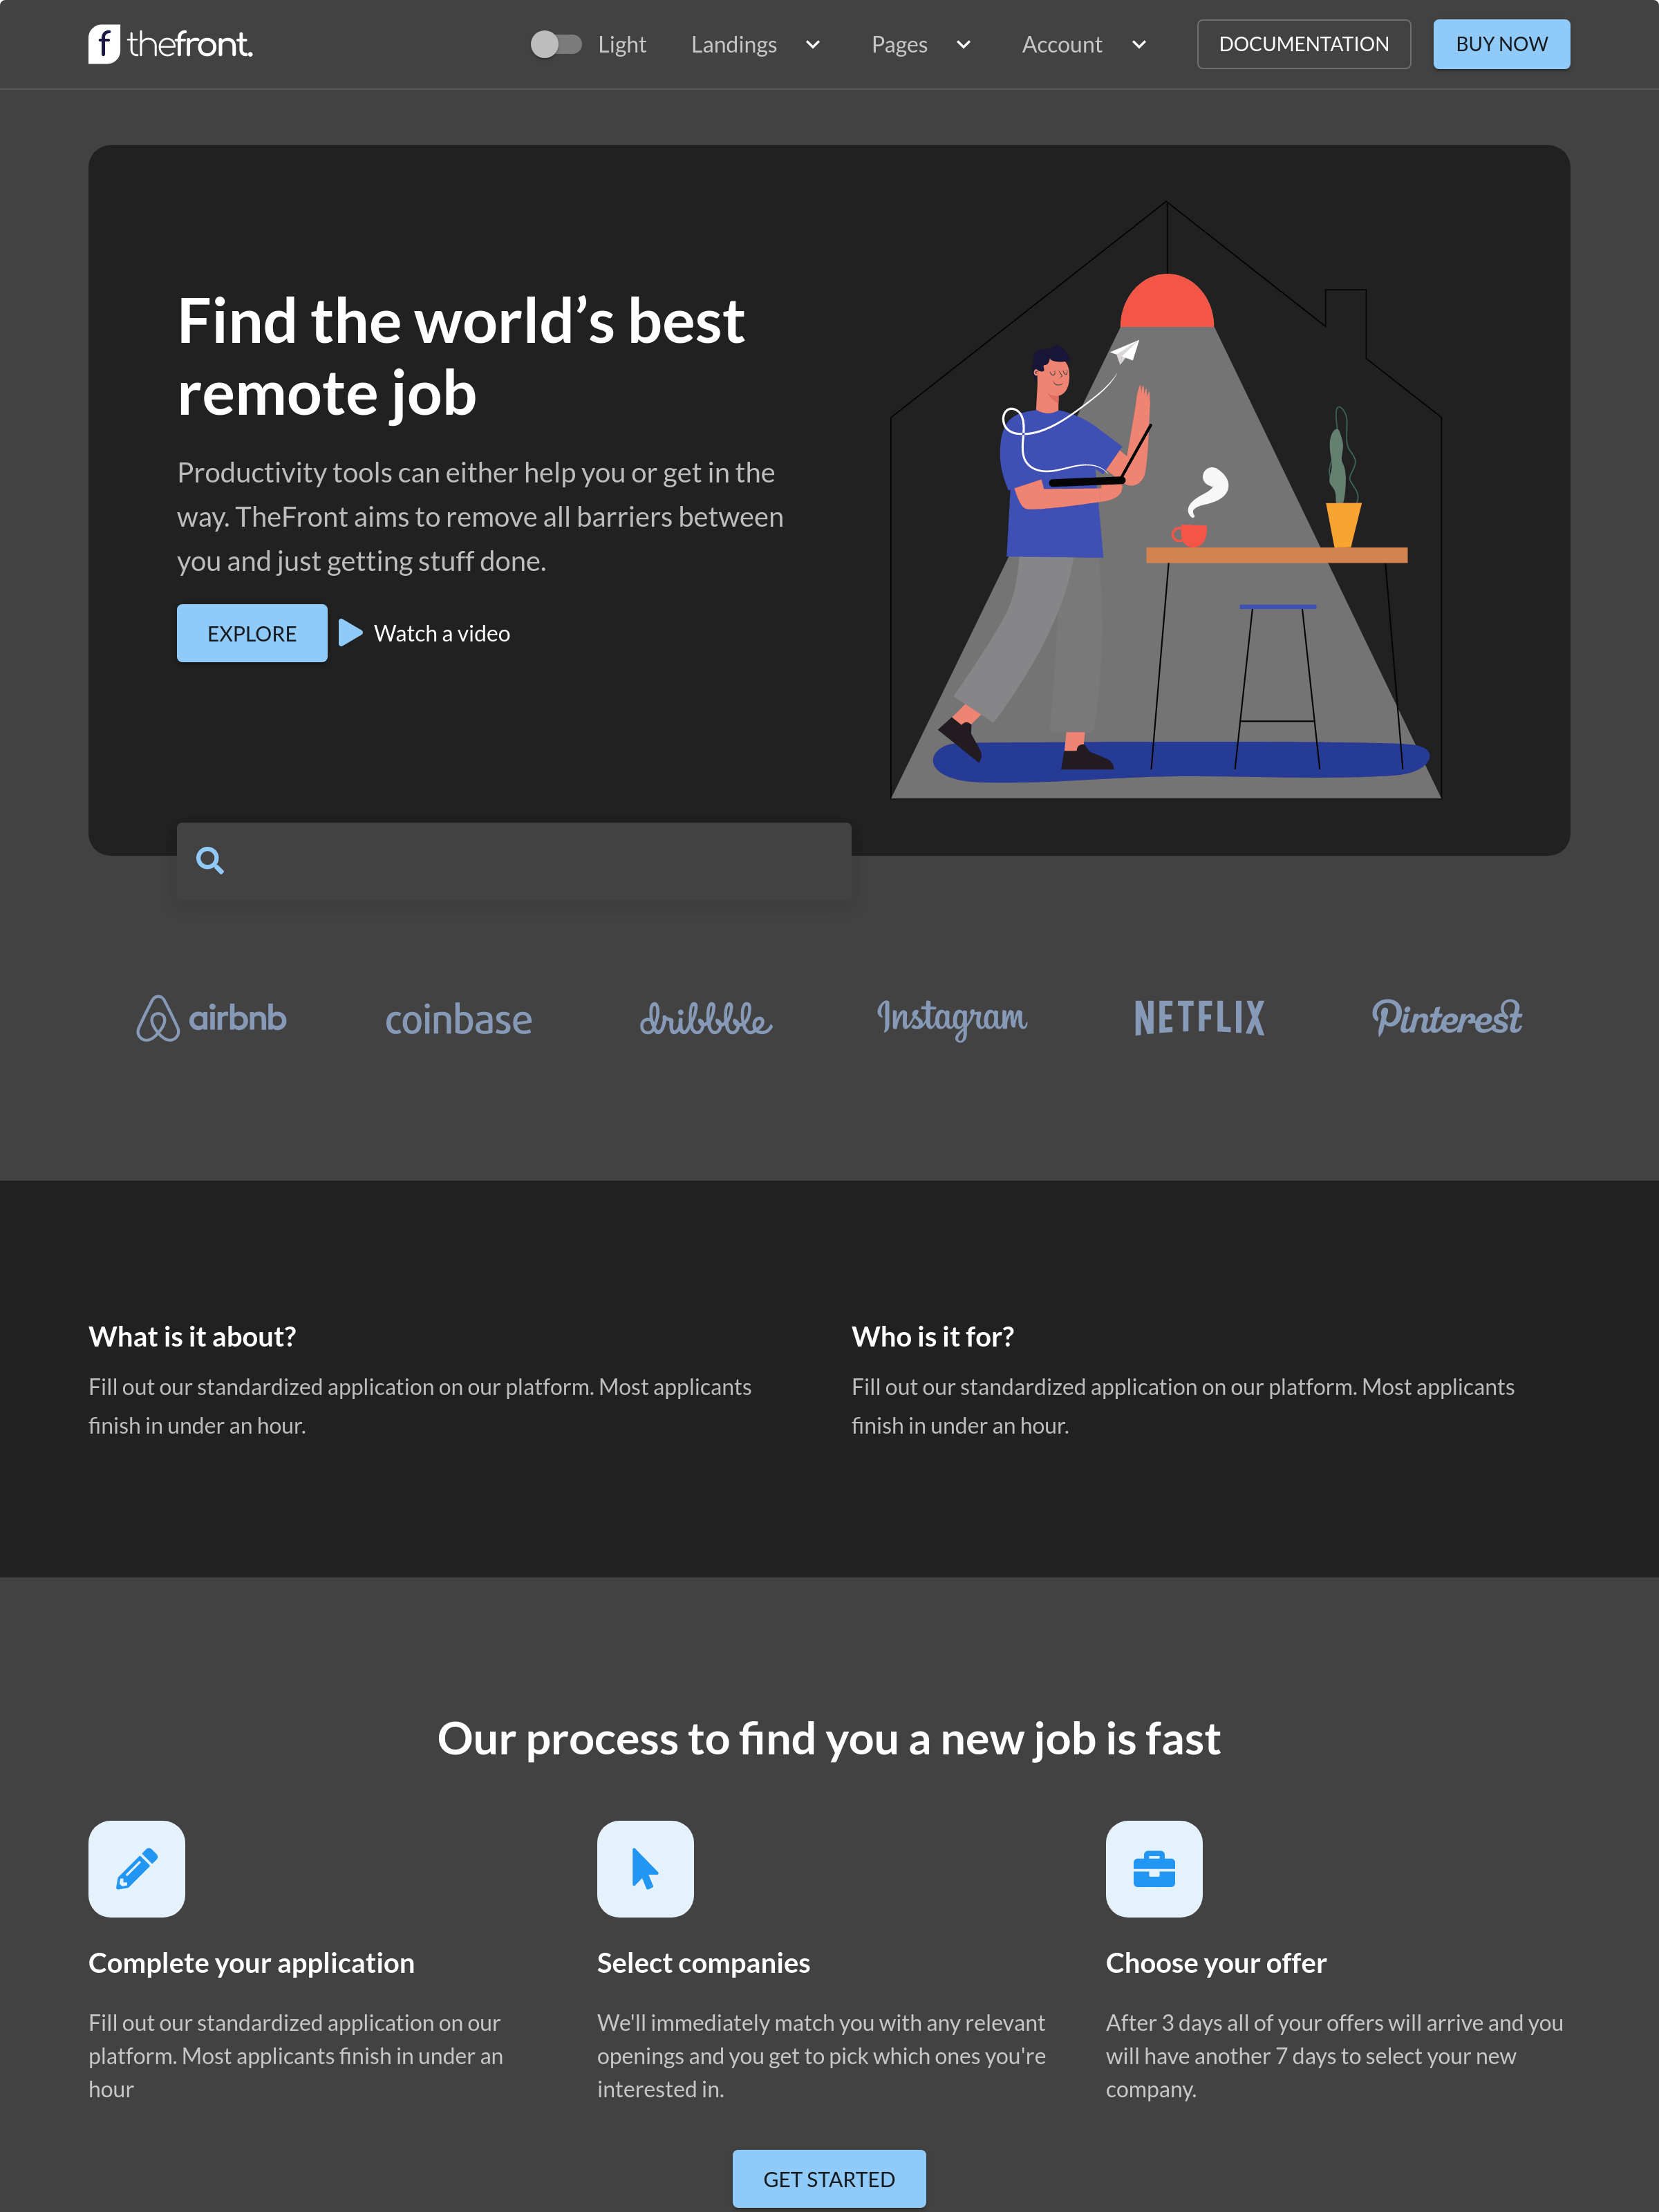 f thefront.
Light
Landings
Pages
Account
DOCUMENTATION
BUY NOW
Find the world’s best
remote job
Productivity tools can either help you or get in the
way. TheFront aims to remove all barriers between
you and just getting stuff done.
EXPLORE
Watch a video
airbnb
coinbase
dribbble
Instagram
NETFLIX
Pinterest
What is it about?
Fill out our standardized application on our platform. Most applicants
finish in under an hour.
Who is it for?
Fill out our standardized application on our platform. Most applicants
finish in under an hour.
Our process to find you a new job is fast
Complete your application
Fill out our standardized application on our
platform. Most applicants finish in under an
hour
Select companies
We'll immediately match you with any relevant
openings and you get to pick which ones you're
interested in.
Choose your offer
After 3 days all of your offers will arrive and you
will have another 7 days to select your new
company.
GET STARTED